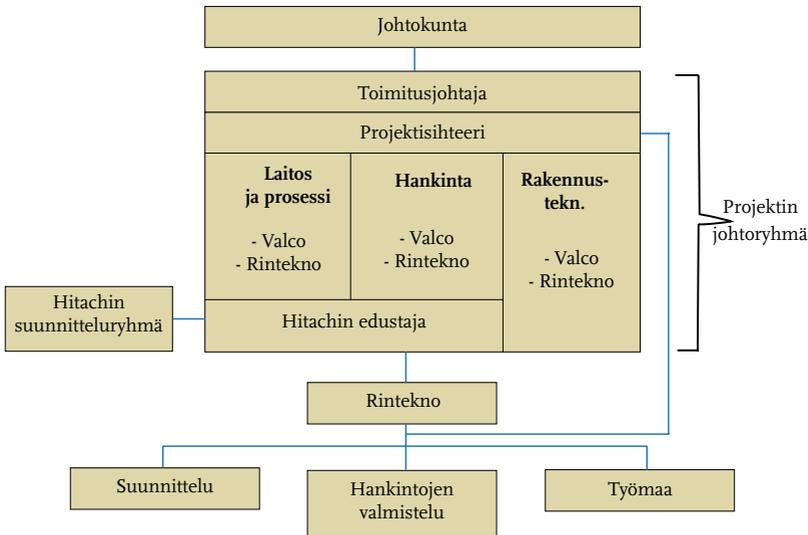 Johtokunta
Toimitusjohtaja
Projektisihteeri
Laitos
ja prosessi
- Valco
- Rintekno
Hankinta
- Valco
- Rintekno
Rakennus-
tekn.
- Valco
- Rintekno
Projektin
johtoryhmä
Hitachin
suunnitteluryhmä
Hitachin edustaja
Rintekno
Suunnittelu
Hankintojen
valmistelu
Työmaa